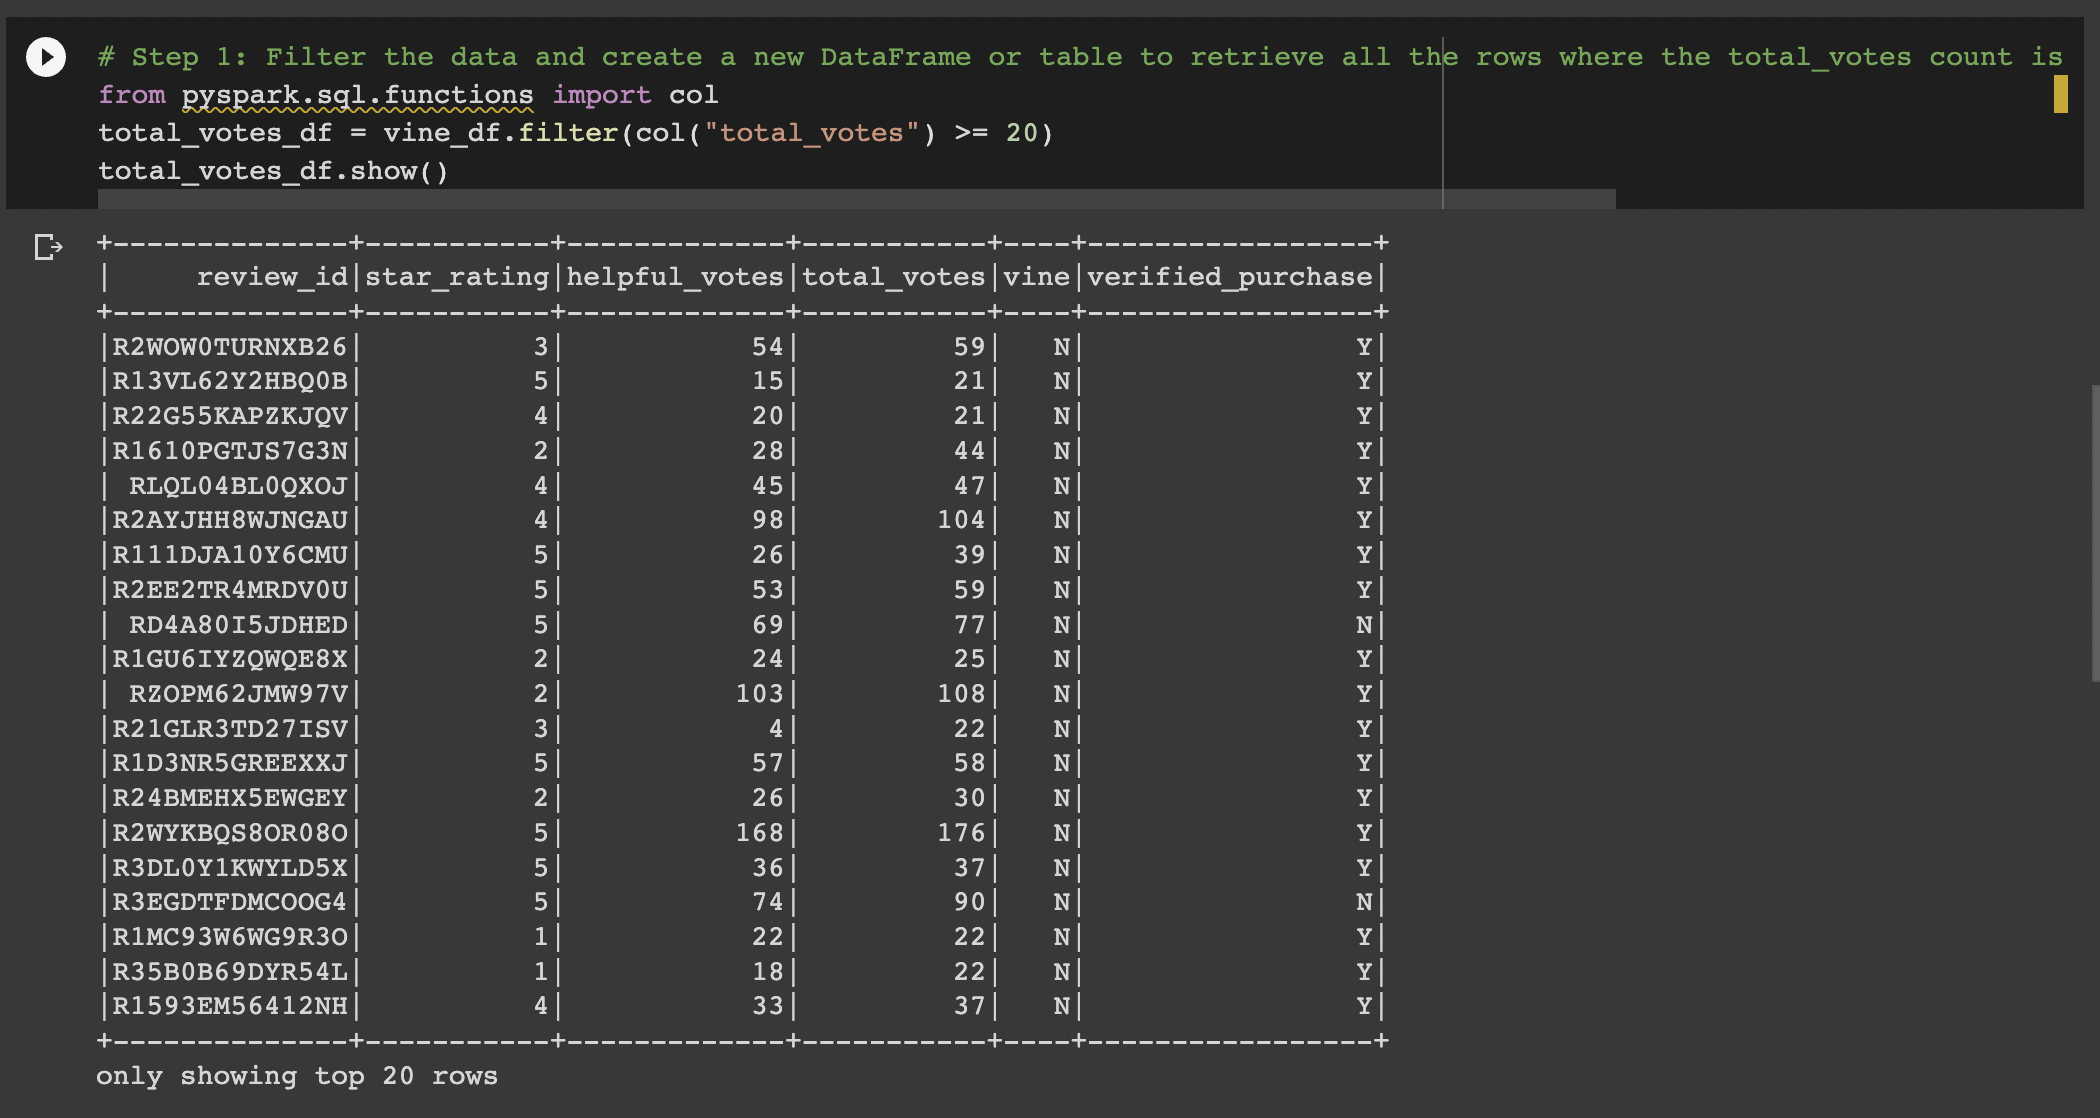 # Step 1: Filter the data and create a new DataFrame or table to retrieve all the rows where the total_votes count is
from pyspark.sql.functions import col
total_votes_df = vine_df.filter(col("total_votes") >= 20)
total_votes_df.show()
+--------------+-----------+-------------+-----------+----+-----------------+
|     review_id|star_rating|helpful_votes|total_votes|vine|verified_purchase|
+--------------+-----------+-------------+-----------+----+-----------------+
|R2WOW0TURNXB26|          3|           54|         59|   N|                Y|
|R13VL62Y2HBQ0B|          5|           15|         21|   N|                Y|
|R22G55KAPZKJQV|          4|           20|         21|   N|                Y|
|R1610PGTJS7G3N|          2|           28|         44|   N|                Y|
| RLQL04BL0QXOJ|          4|           45|         47|   N|                Y|
|R2AYJHH8WJNGAU|          4|           98|        104|   N|                Y|
|R111DJA10Y6CMU|          5|           26|         39|   N|                Y|
|R2EE2TR4MRDV0U|          5|           53|         59|   N|                Y|
| RD4A80I5JDHED|          5|           69|         77|   N|                N|
|R1GU6IYZQWQE8X|          2|           24|         25|   N|                Y|
| RZOPM62JMW97V|          2|          103|        108|   N|                Y|
|R21GLR3TD27ISV|          3|            4|         22|   N|                Y|
|R1D3NR5GREEXXJ|          5|           57|         58|   N|                Y|
|R24BMEHX5EWGEY|          2|           26|         30|   N|                Y|
|R2WYKBQS8OR08O|          5|          168|        176|   N|                Y|
|R3DL0Y1KWYLD5X|          5|           36|         37|   N|                Y|
|R3EGDTFDMCOOG4|          5|           74|         90|   N|                N|
|R1MC93W6WG9R3O|          1|           22|         22|   N|                Y|
|R35B0B69DYR54L|          1|           18|         22|   N|                Y|
|R1593EM56412NH|          4|           33|         37|   N|                Y|
+--------------+-----------+-------------+-----------+----+-----------------+
only showing top 20 rows